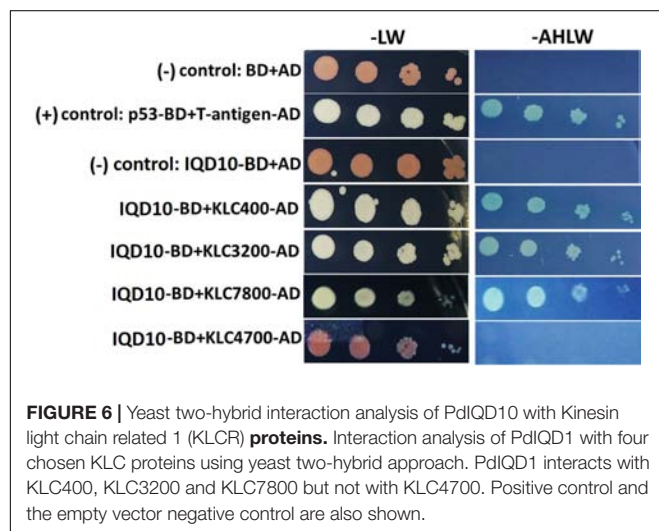 -LW -AHLW
(-) control: BD+AD
(+) control: p53-BD+T-antigen-AD
(-) control: IQD10-BD+AD
IQD10-BD+KLC400-AD
IQD10-BD+KLC3200-AD
IQD10-BD+KLC7800-AD
IQD10-BD+KLC4700-AD
FIGURE 6 | Yeast two-hybrid interaction analysis of PdIQD10 with Kinesin
light chain related 1 (KLCR) proteins. Interaction analysis of PdIQD1 with four
chosen KLC proteins using yeast two-hybrid approach. PdIQD1 interacts with
KLC400, KLC3200 and KLC7800 but not with KLC4700. Positive control and
the empty vector negative control are also shown.